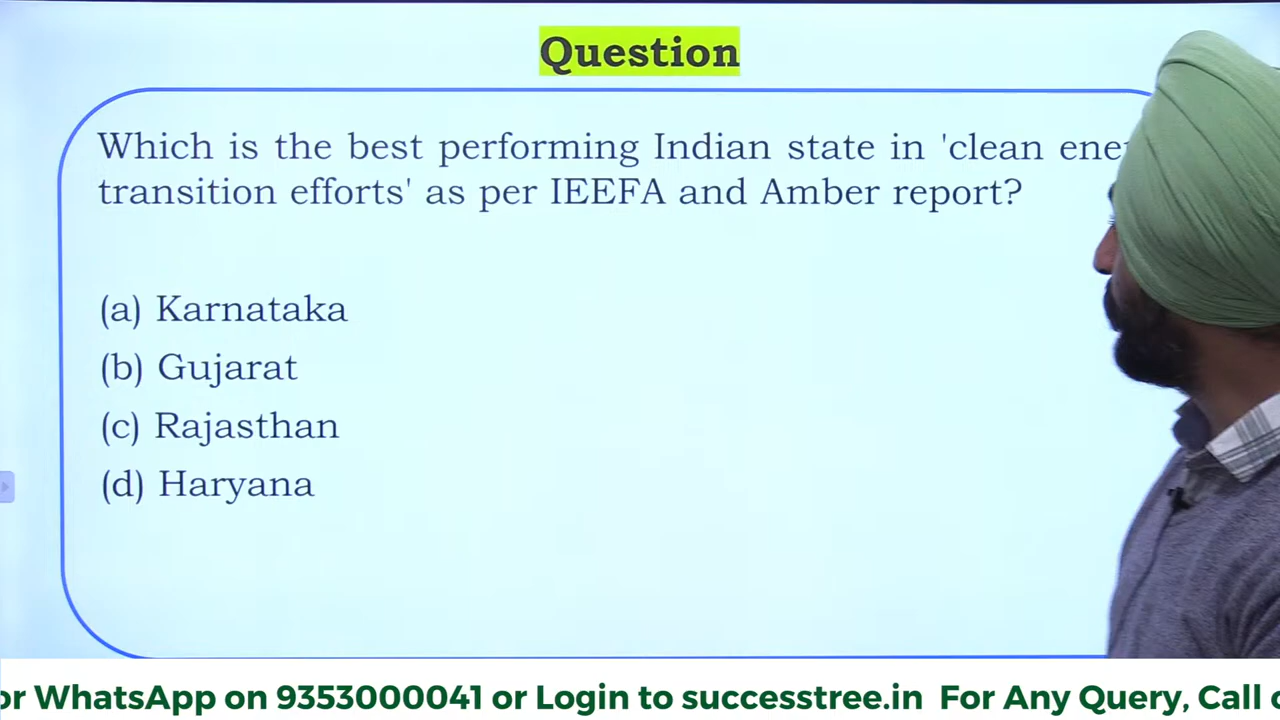 Question
Which is the best performing Indian state in 'clean
transition efforts' as per IEEFA and Amber report?
(a) Karnataka
(b) Gujarat
(c) Rajasthan
(d) Haryana
WhatsApp on 9353000041 or Login to successtree.in For Any Query, Call